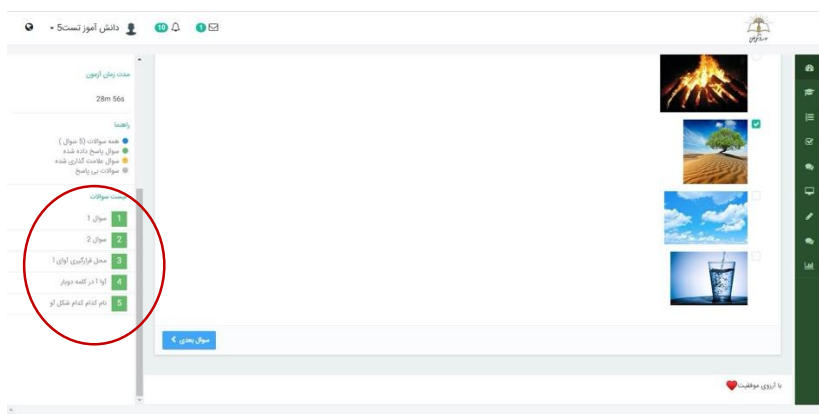 دانش آموز تست5
10
1
مدت زمان آزمون
28m 56s
راهنما
همه سوالات (5 سوال )
سوال پاسخ داده شده
سوال علامت گذاری شده
سوالات بی پاسخ
لیست سوالات
1 سوال 1
2 سوال 2
3 محل قرارگیری آوای آ
4 آوا آ در کلمه دوبار
5 نام کدام کدام شکل او
سوال بعدی
با آرزوی موفقیت